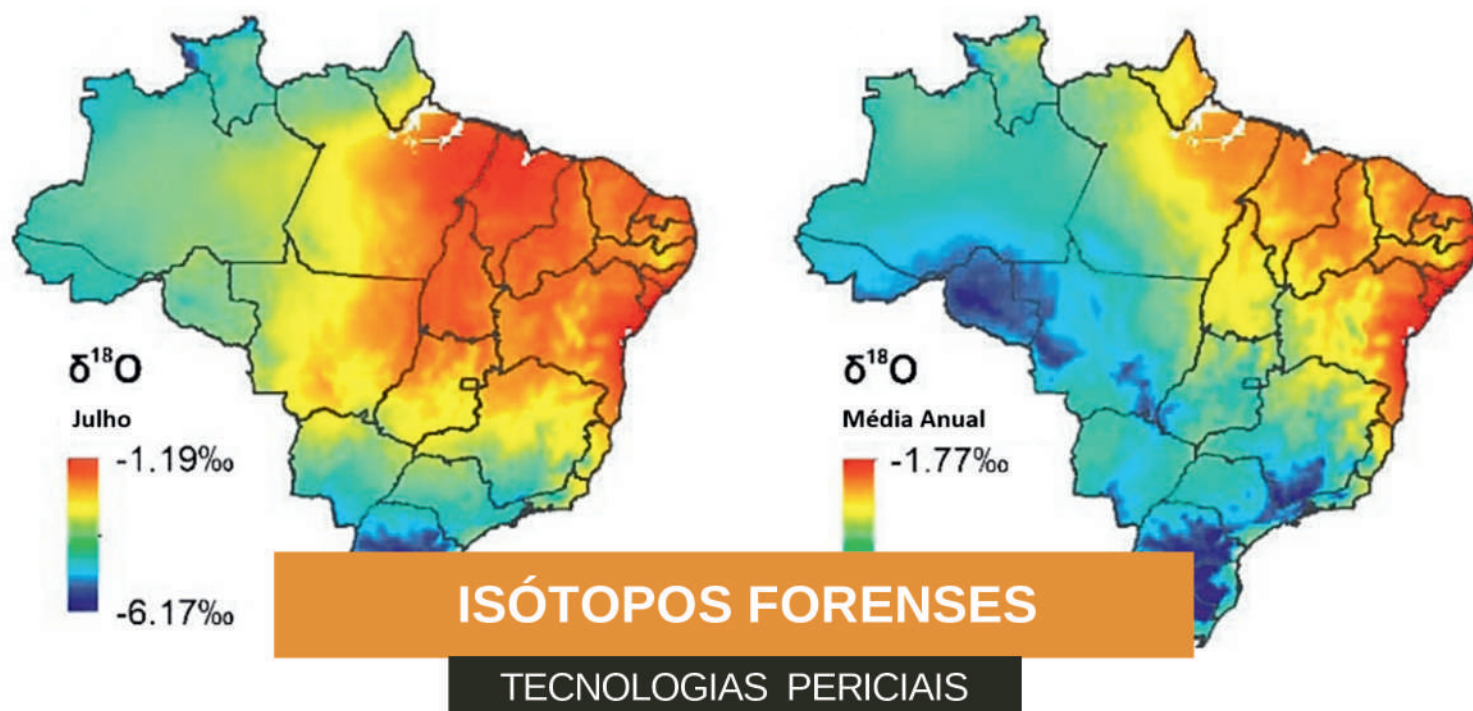 δ¹⁸O
Julho
-1.19‰
-6.17‰
δ¹⁸O
Média Anual
-1.77‰
ISÓTOPOS FORENSES
TECNOLOGIAS PERICIAIS